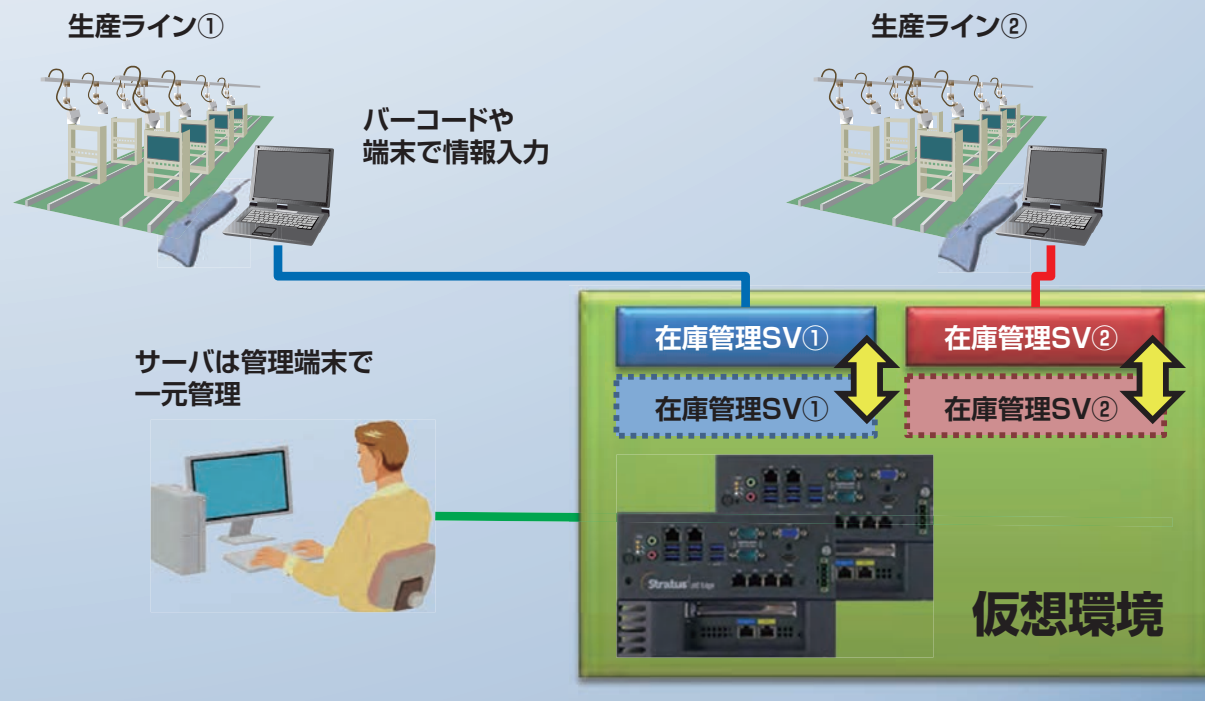 生産ライン①
生産ライン②
バーコードや
端末で情報入力
在庫管理SV①
在庫管理SV②
サーバは管理端末で
一元管理
在庫管理SV①
在庫管理SV②
Stratus
仮想環境